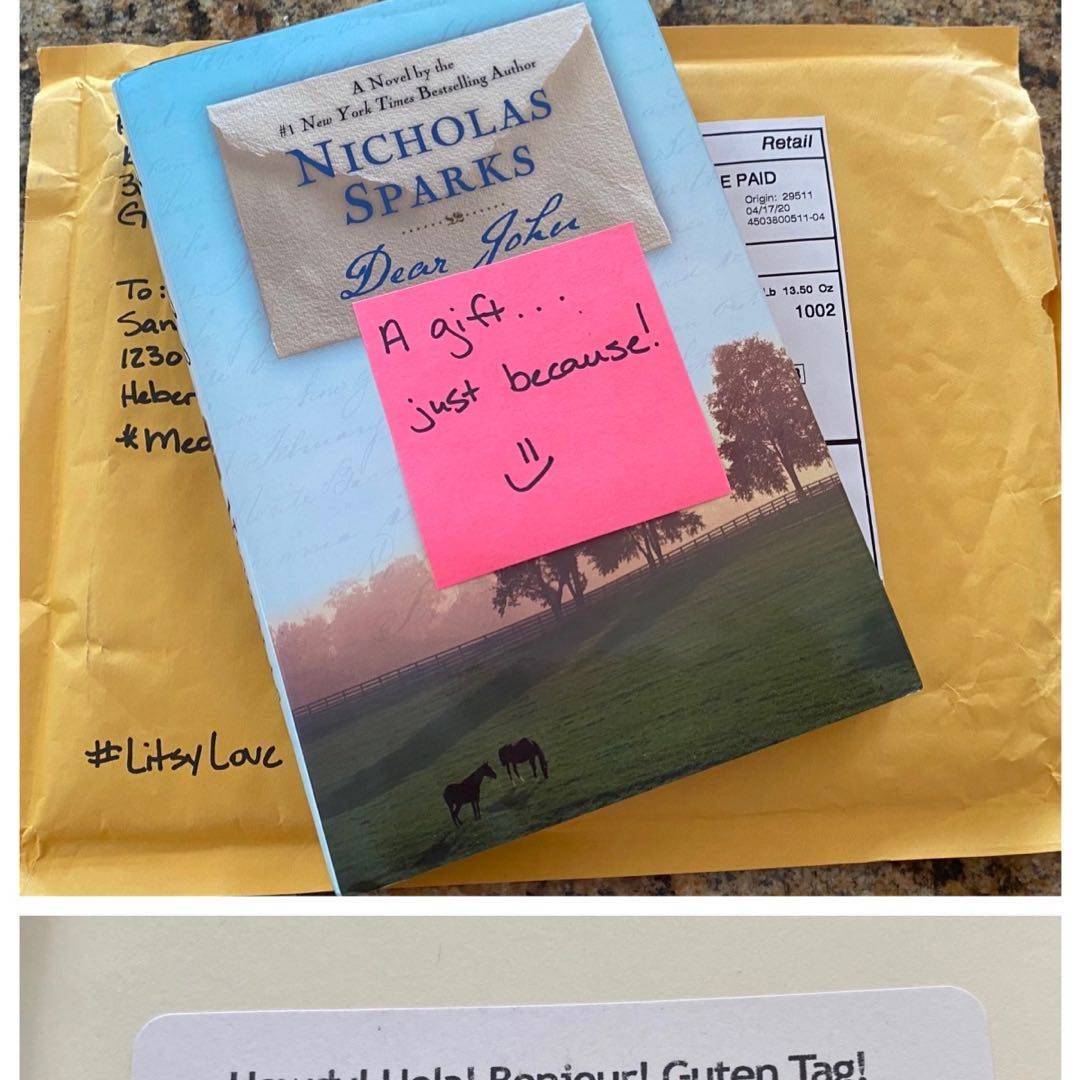 A Novel by the
#1 New York Times Bestselling Author
NICHOLAS
SPARKS
Dear John
A gift...
just because!
Retail
E PAID
Origin: 29511
04/17/20
4503800511-04
Lb 13.50 Oz
1002
To:
San
1230
Heber
#Mea
#LitsyLove
Howdy! Hola! Bonjour! Guten Tag!